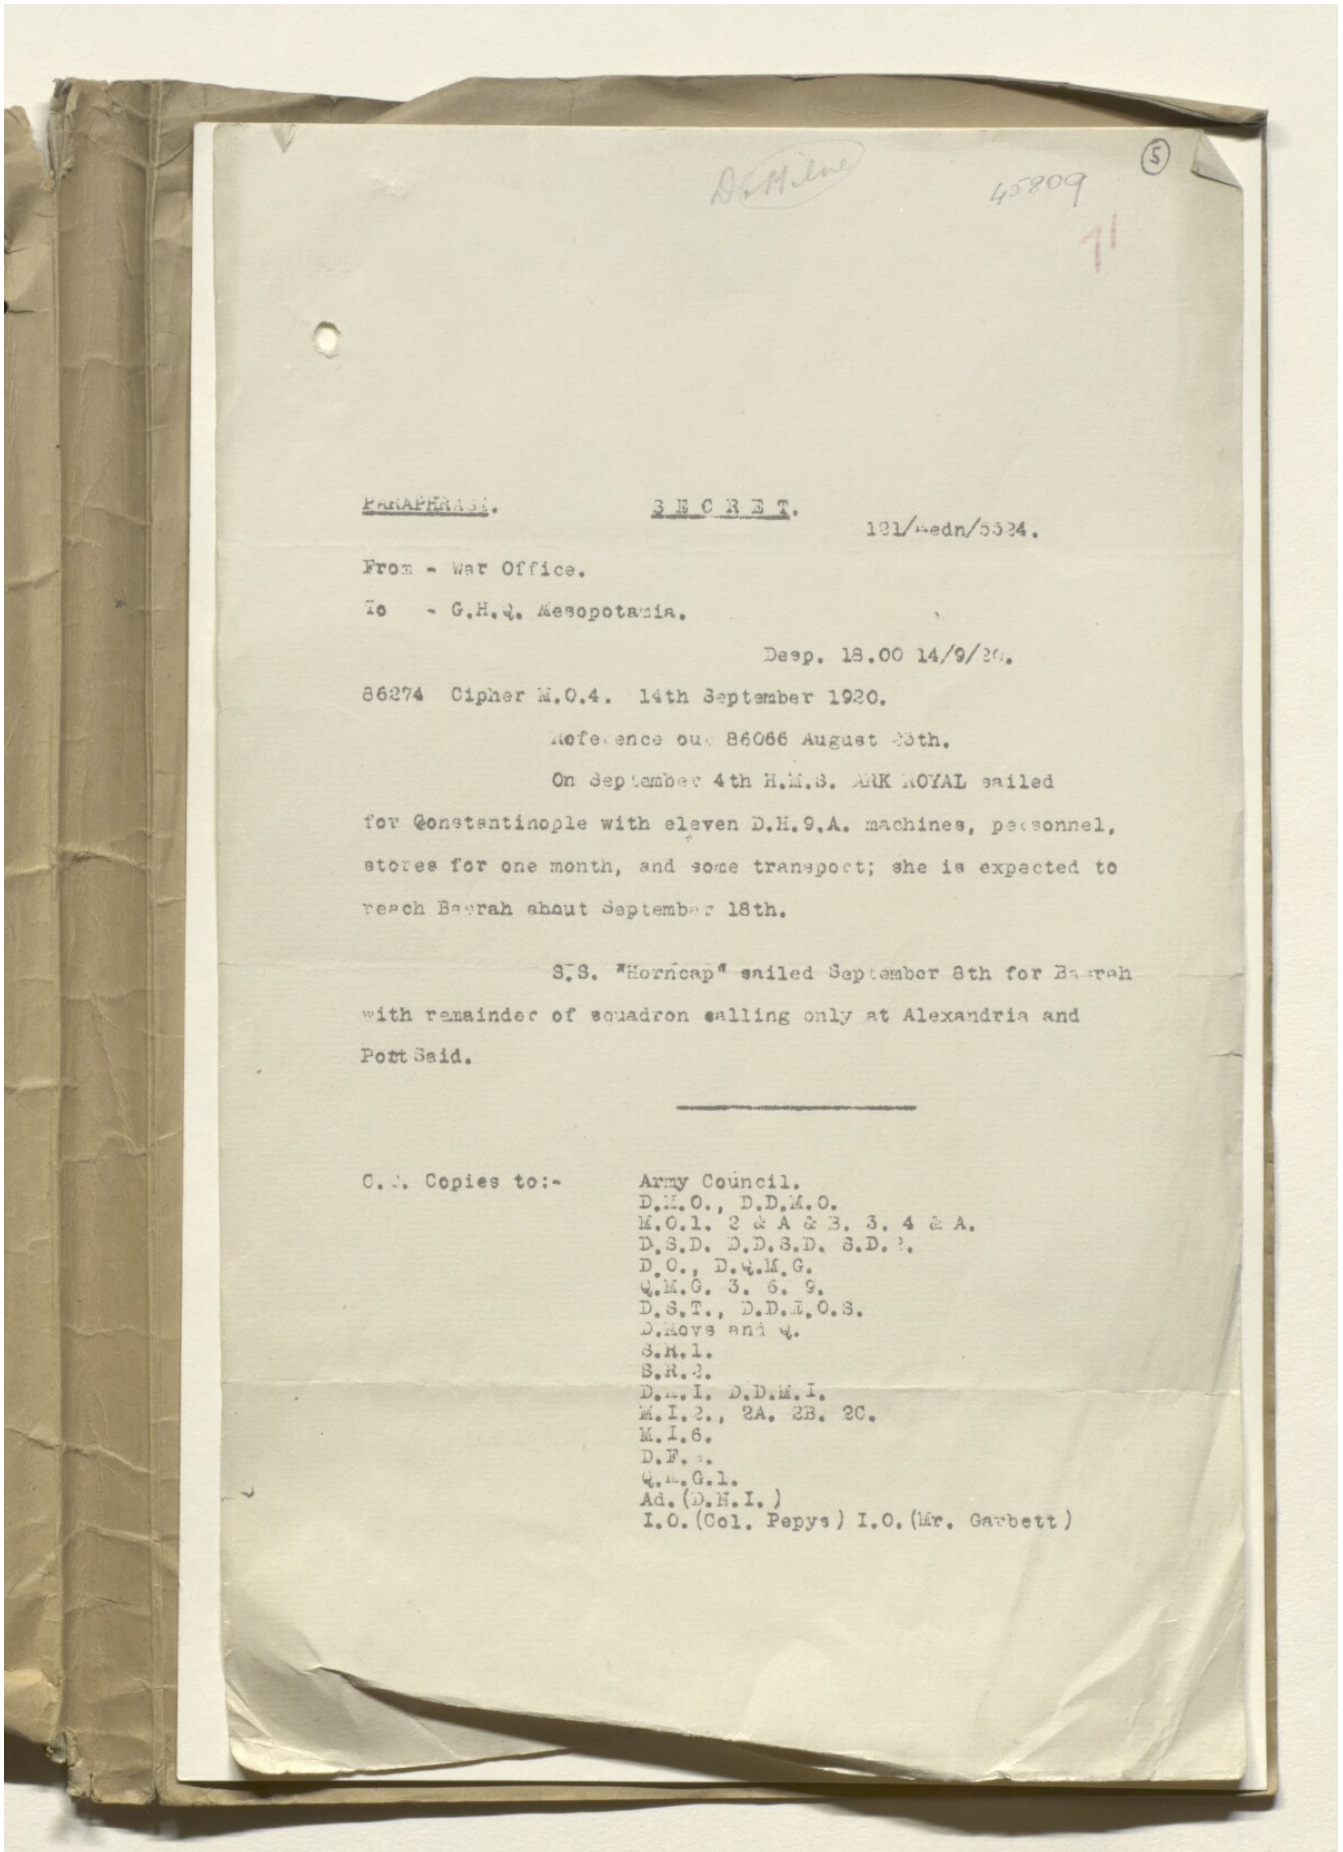 5
Dr. Milne
45809
71
PARAPHRASE. SECRET.
121/Medn/5524.
From - War Office.
To - G.H.Q. Mesopotamia.
Desp. 18.00 14/9/20.
86274 Cipher M.O.4. 14th September 1920.
Reference our 86066 August
On September 4th H.M.S. ARK ROYAL sailed
for Constantinople with eleven D.H.9.A. machines, personnel,
stores for one month, and some transport; she is expected to
reach Basrah about September 18th.
S.S. "Horncap" sailed September 8th for Basrah
with remainder of squadron calling only at Alexandria and
Port Said.
Copies to:-
Army Council.
D.M.O., D.D.M.O.
M.O.1. 2 & A & B. 3. 4 & A.
D.S.D. D.D.S.D.
D.O., D.Q.M.G.
Q.M.G. 3. 6. 9.
D.S.T., D.D.E.O.S.
D.Movs and Q.
S.R.1.
S.R.2.
D.M.I. D.D.M.I.
M.I.2., 2A. 2B. 2C.
M.I.6.
Q.M.G.1.
Ad.(D.N.I.)
I.O.(Col. Pepys) I.O.(Mr. Garbett)